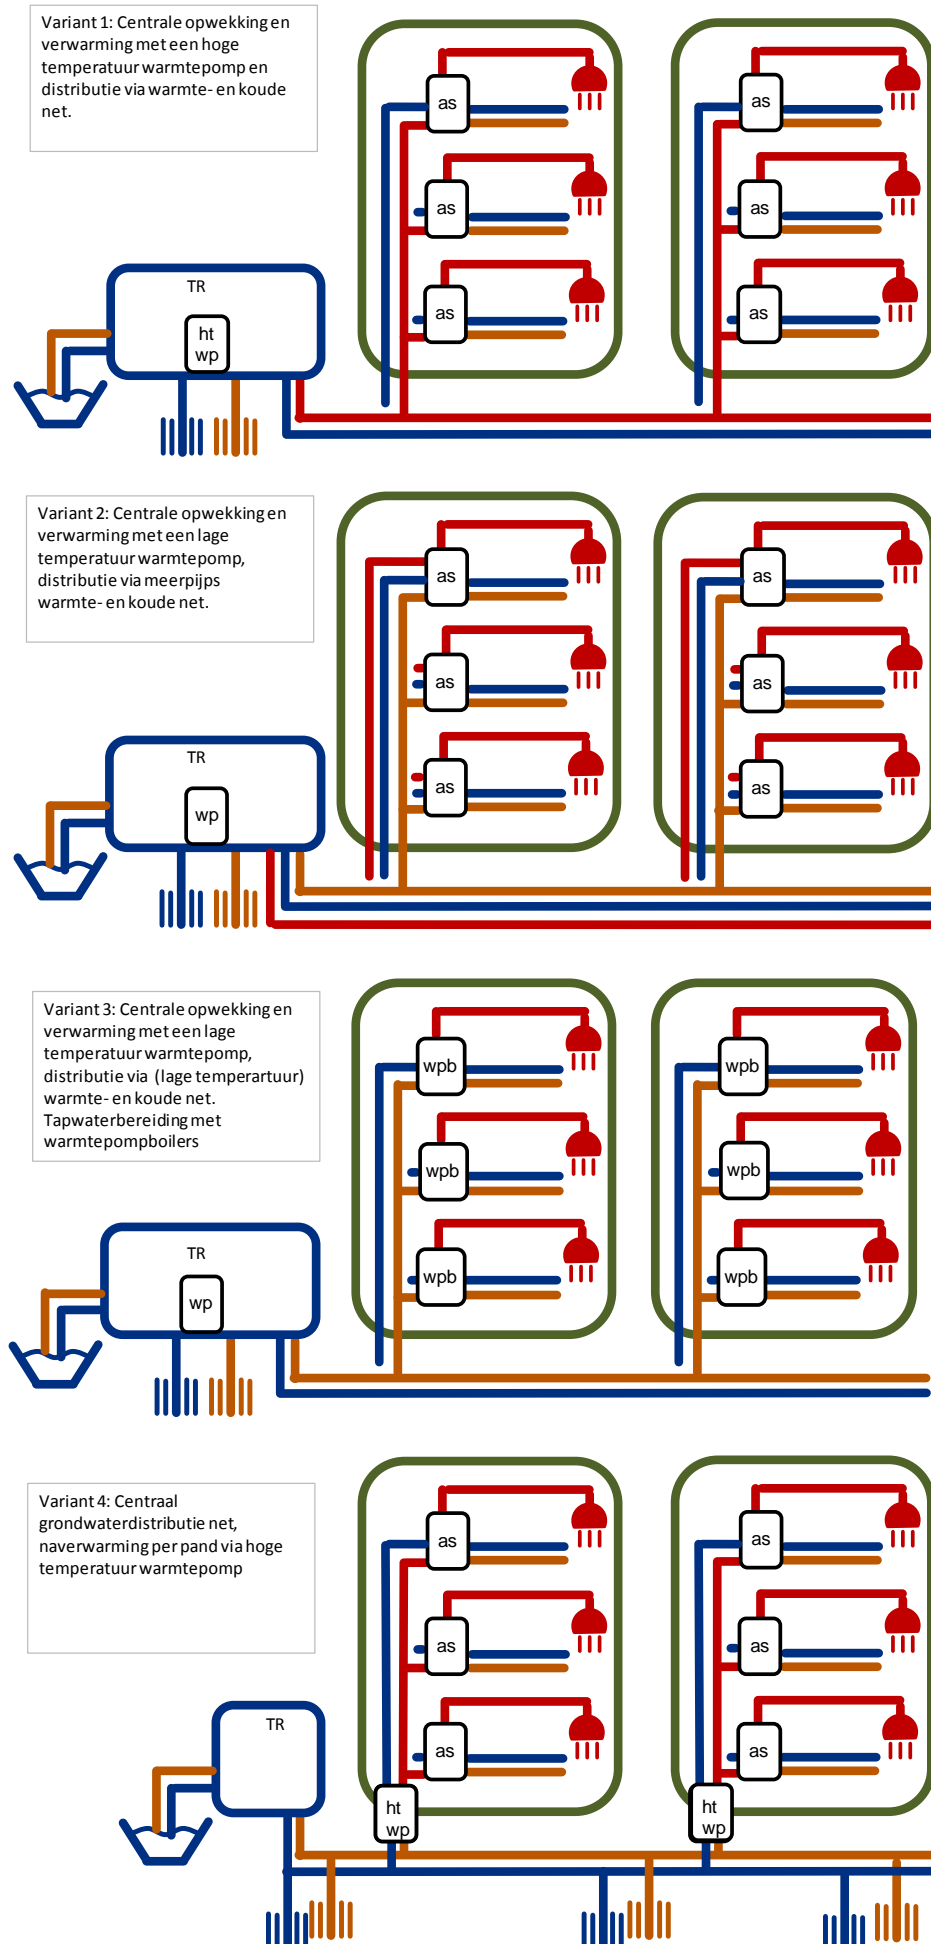 Variant 1: Centrale opwekking en
verwarming met een hoge
temperatuur warmtepomp en
distributie via warmte- en koude
net.
as
as
as
as
as
as
TR
ht
wp
Variant 2: Centrale opwekking en
verwarming met een lage
temperatuur warmtepomp,
distributie via meerpijps
warmte- en koude net.
as
as
as
as
as
as
TR
wp
Variant 3: Centrale opwekking en
verwarming met een lage
temperatuur warmtepomp,
distributie via (lage temperartuur)
warmte- en koude net.
Tapwaterbereiding met
warmtepompboilers
wpb
wpb
wpb
wpb
wpb
wpb
TR
wp
Variant 4: Centraal
grondwaterdistributie net,
naverwarming per pand via hoge
temperatuur warmtepomp
as
as
as
as
as
as
TR
ht
wp
ht
wp